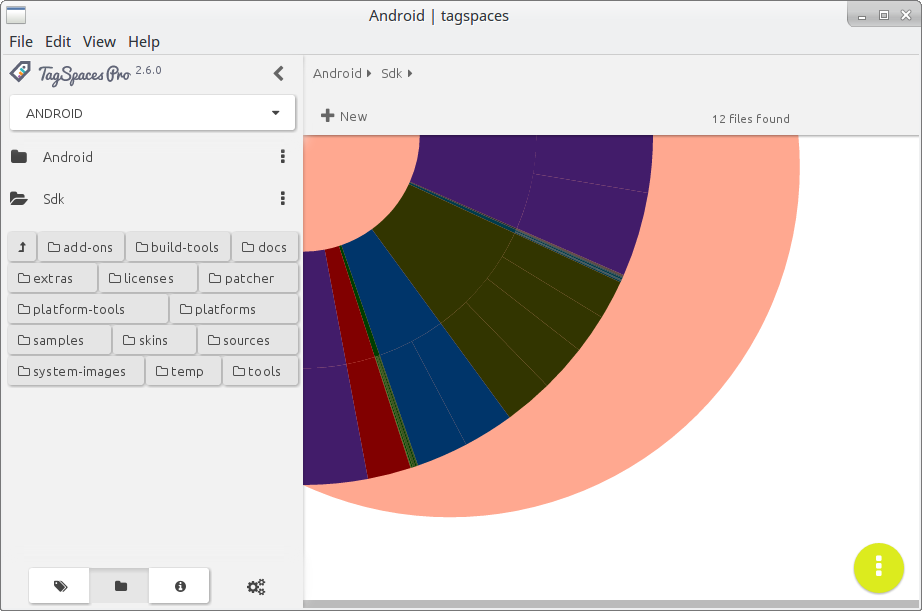 Android | tagspaces
File Edit View Help
TagSpaces Pro 2.6.0
Android Sdk
ANDROID
New
12 files found
Android
Sdk
add-ons build-tools docs
extras licenses patcher
platform-tools platforms
samples skins sources
system-images temp tools